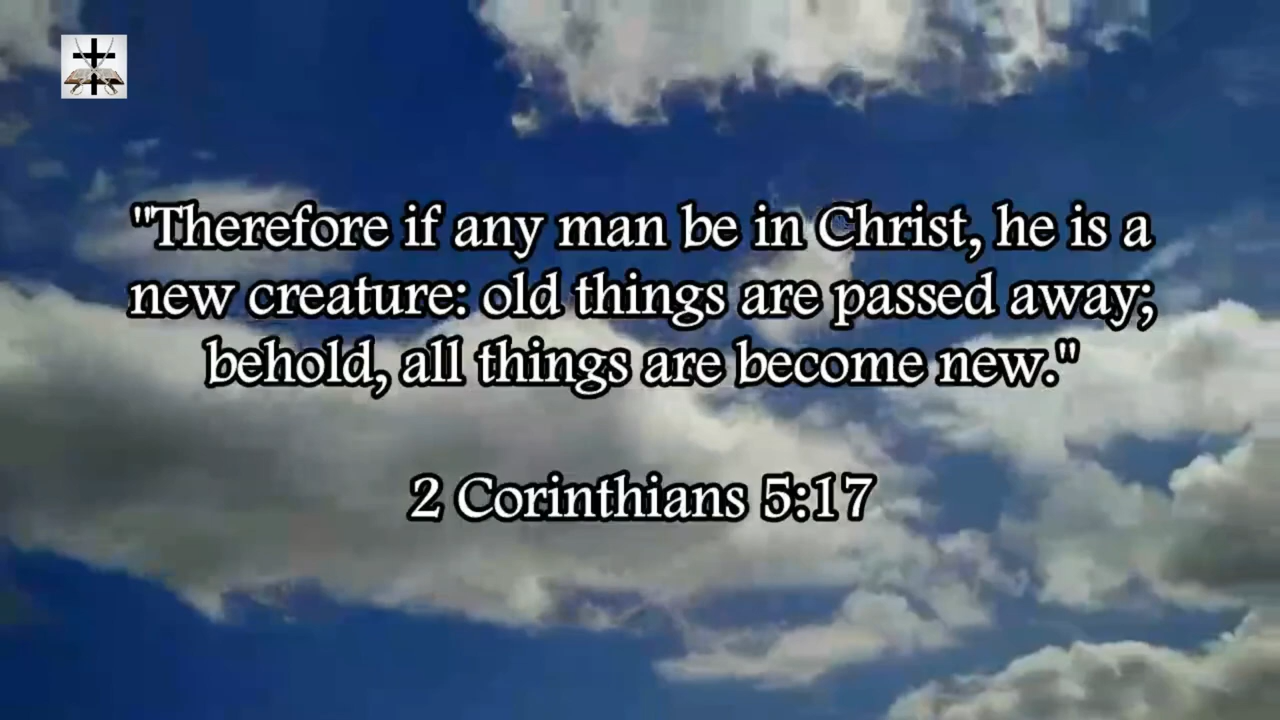 "Therefore if any man be in Christ, he is a
new creature: old things are passed away;
behold, all things are become new."
2 Corinthians 5:17